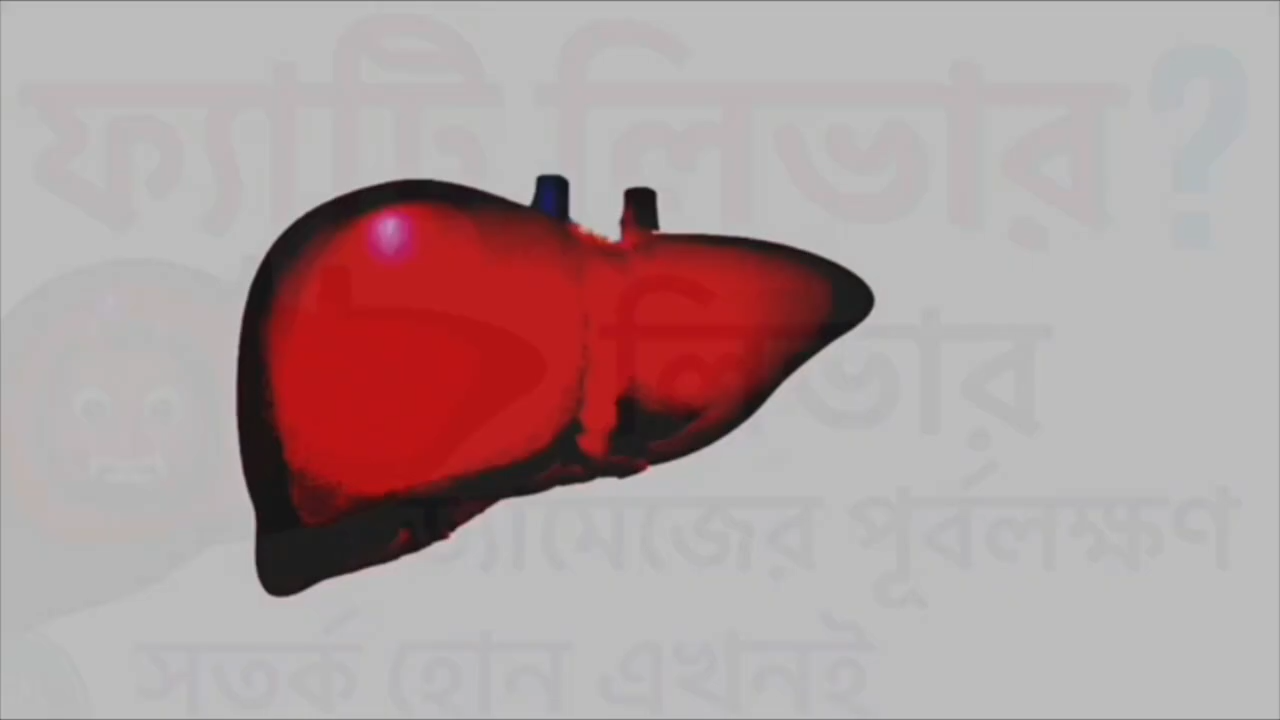 ফ্যাটি লিভার?
লিভার
ড্যামেজের পূর্বলক্ষণ
সতর্ক হোন এখনই